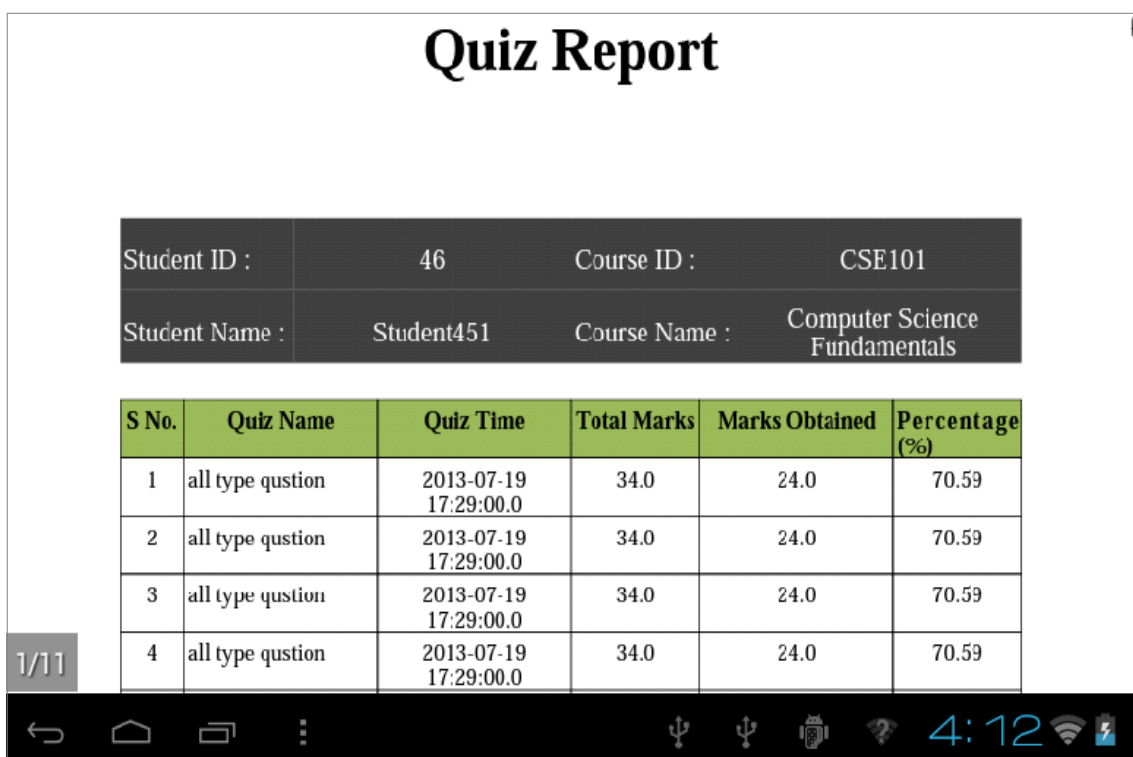 Quiz Report
Student ID : 46 Course ID : CSE101
Student Name : Student451 Course Name : Computer Science
Fundamentals
S No. Quiz Name Quiz Time Total Marks Marks Obtained Percentage
(%)
1 all type qustion 2013-07-19 34.0 24.0 70.59
17:29:00.0
2 all type qustion 2013-07-19 34.0 24.0 70.59
17:29:00.0
3 all type qustion 2013-07-19 34.0 24.0 70.59
17:29:00.0
4 all type qustion 2013-07-19 34.0 24.0 70.59
17:29:00.0
1/11
4:12